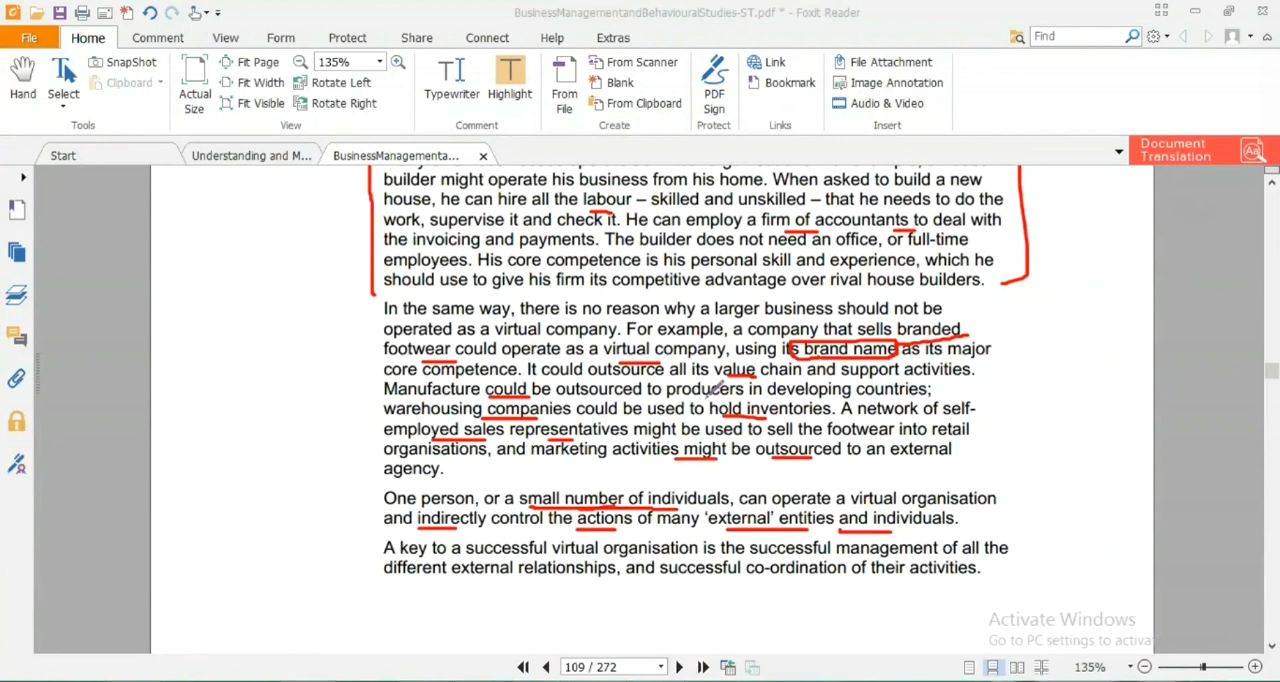 BusinessManagementandBehaviouralStudies-ST.pdf * - Foxit Reader
File Home Comment View Form Protect Share Connect Help Extras Find
Hand Select SnapShot Clipboard Actual Size Fit Page Fit Width Fit Visible 135% Rotate Left Rotate Right Typewriter Highlight From File From Scanner Blank From Clipboard PDF Sign Link Bookmark File Attachment Image Annotation Audio & Video
Tools View Comment Create Protect Links Insert
Start Understanding and M... BusinessManagementa... Document Translation
builder might operate his business from his home. When asked to build a new
house, he can hire all the labour – skilled and unskilled – that he needs to do the
work, supervise it and check it. He can employ a firm of accountants to deal with
the invoicing and payments. The builder does not need an office, or full-time
employees. His core competence is his personal skill and experience, which he
should use to give his firm its competitive advantage over rival house builders.
In the same way, there is no reason why a larger business should not be
operated as a virtual company. For example, a company that sells branded
footwear could operate as a virtual company, using its brand name as its major
core competence. It could outsource all its value chain and support activities.
Manufacture could be outsourced to producers in developing countries;
warehousing companies could be used to hold inventories. A network of self-
employed sales representatives might be used to sell the footwear into retail
organisations, and marketing activities might be outsourced to an external
agency.
One person, or a small number of individuals, can operate a virtual organisation
and indirectly control the actions of many ‘external’ entities and individuals.
A key to a successful virtual organisation is the successful management of all the
different external relationships, and successful co-ordination of their activities.
Activate Windows
Go to PC settings to activa
109 / 272 135%